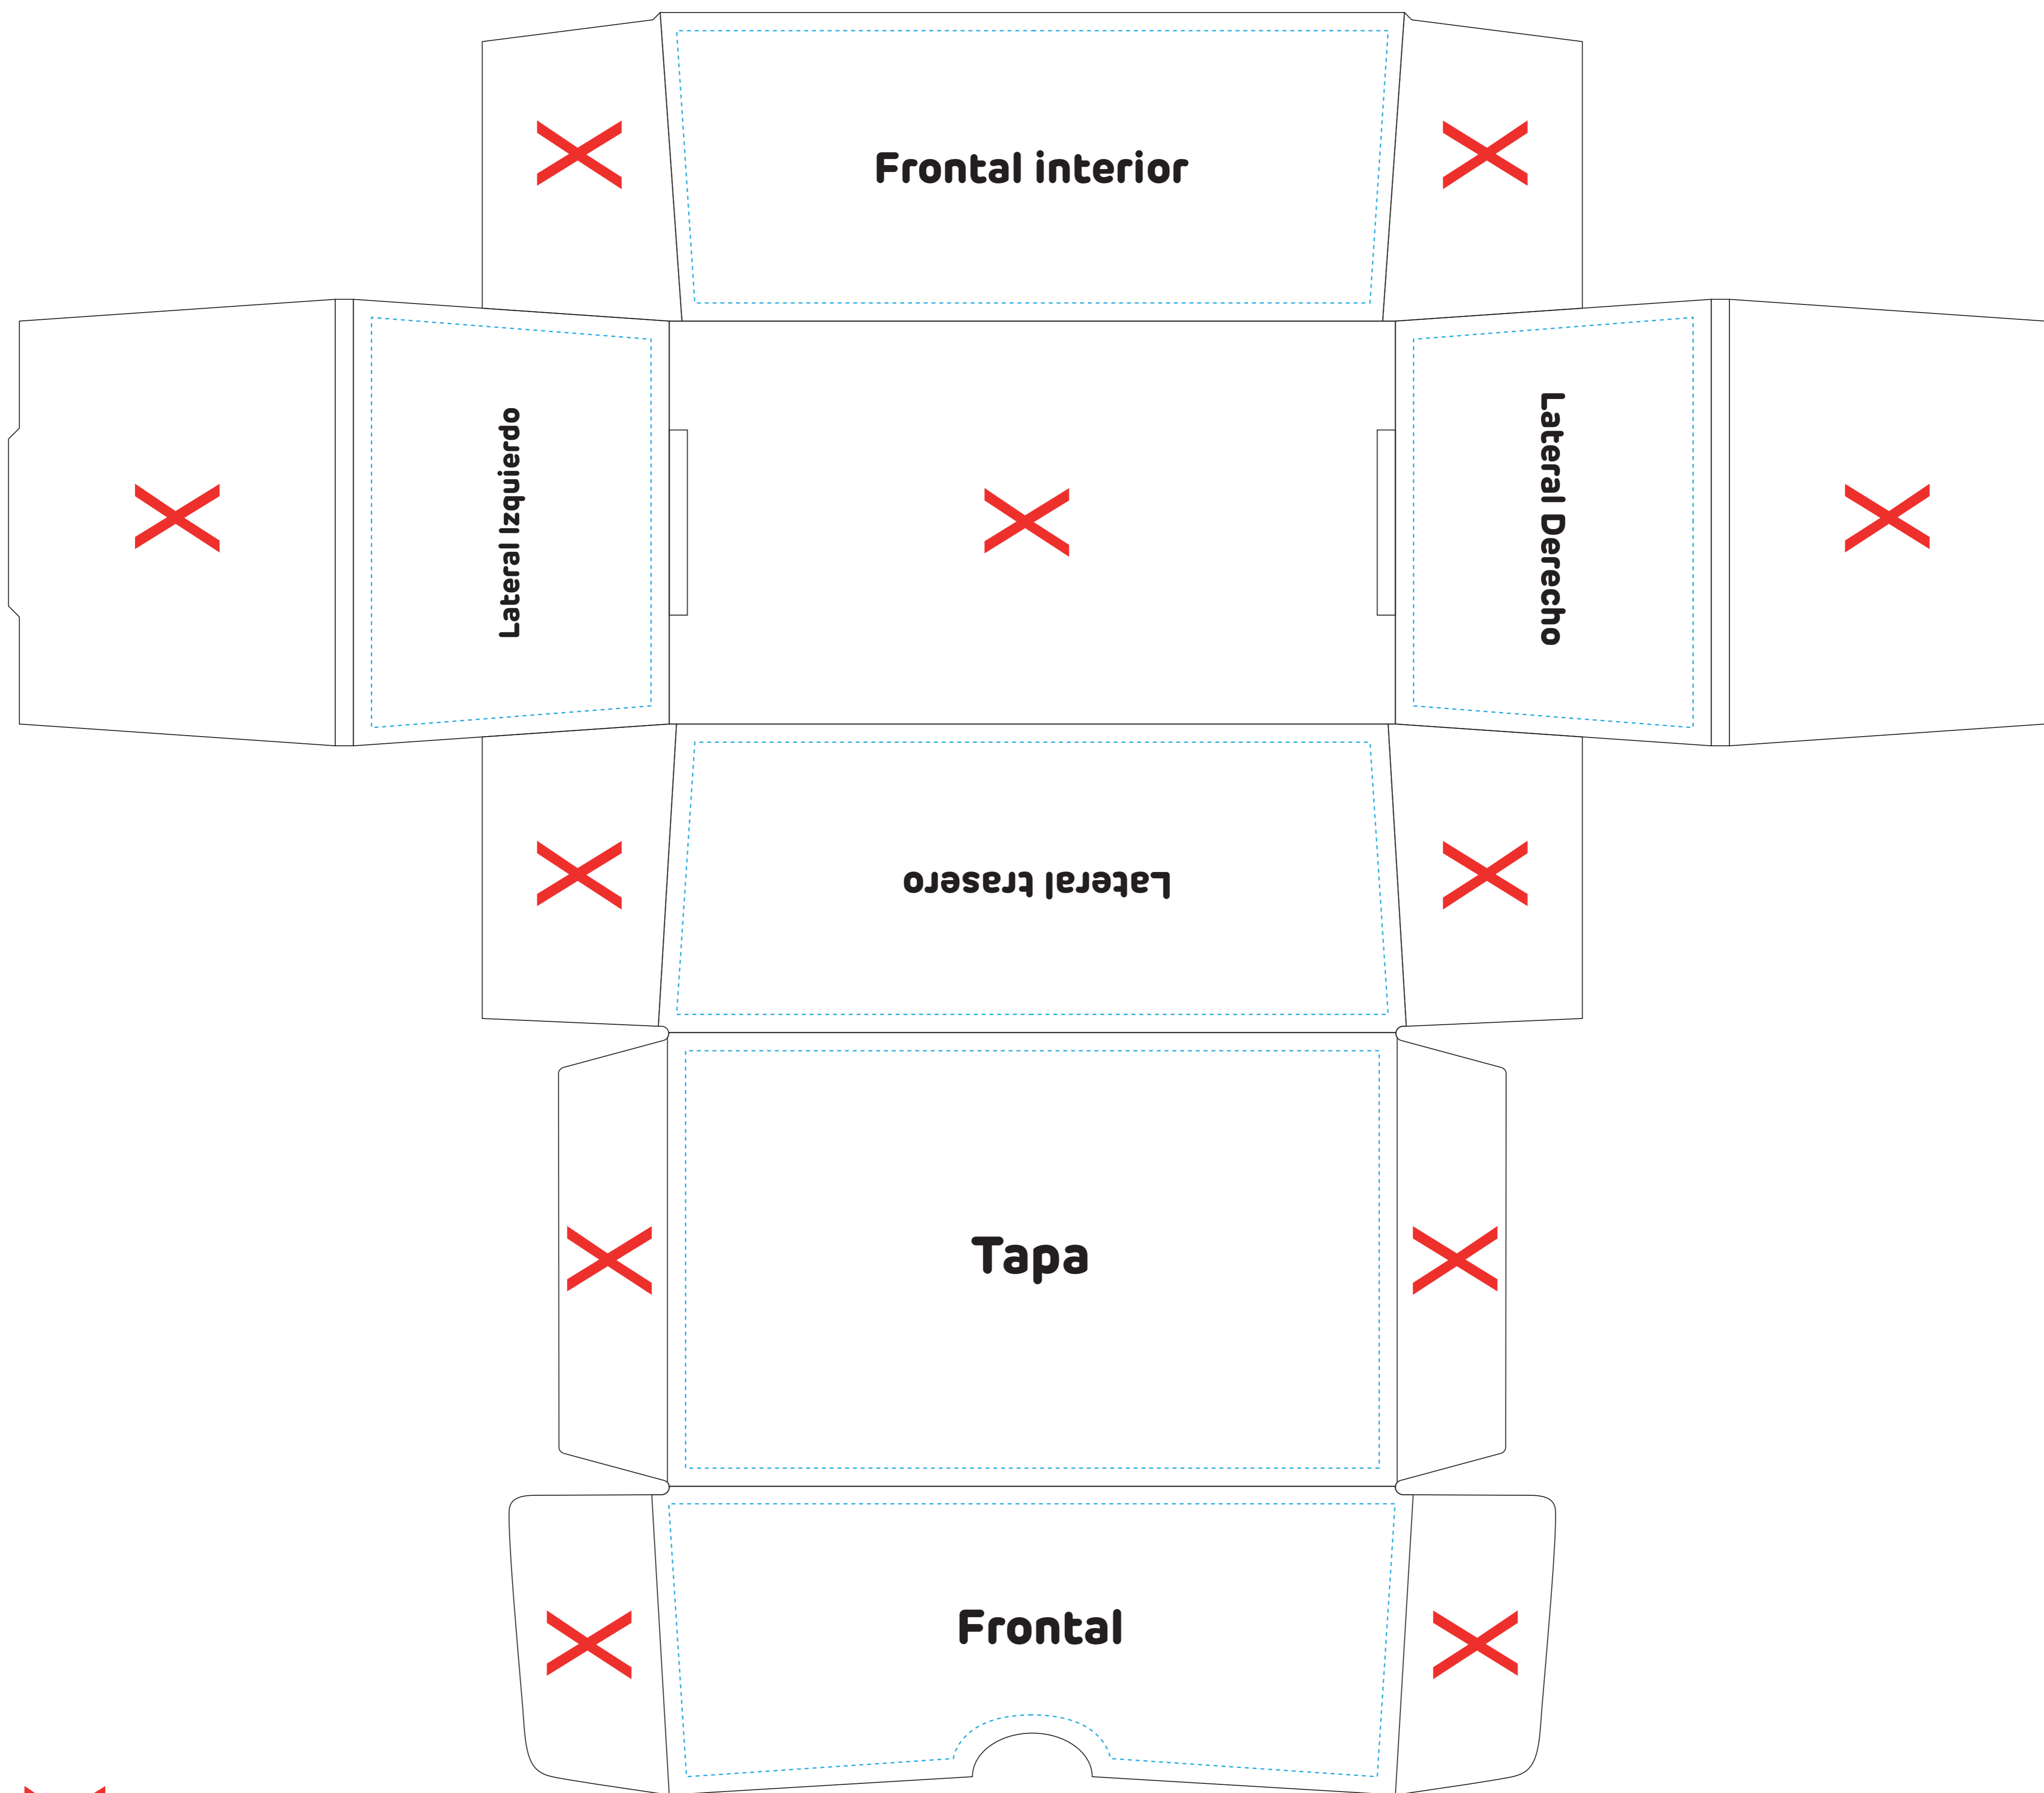 Frontal interior
Lateral Izquierdo
Lateral Derecho
Lateral trasero
Tapa
Frontal